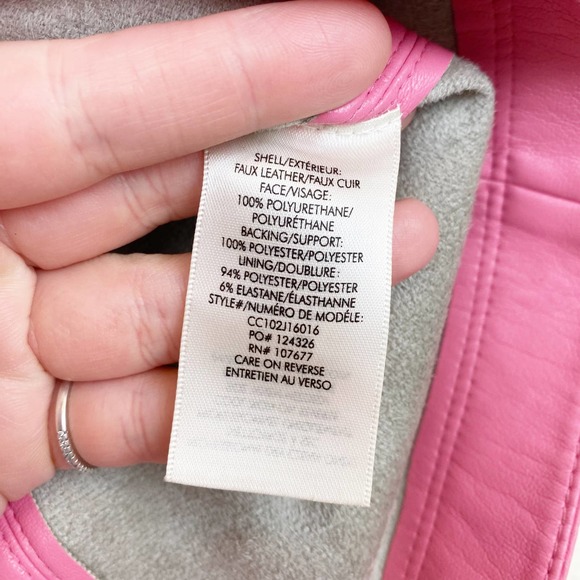 SHELL/EXTÉRIEUR:
FAUX LEATHER/FAUX CUIR
FACE/VISAGE:
100% POLYURETHANE/
POLYURÉTHANE
BACKING/SUPPORT:
100% POLYESTER/POLYESTER
LINING/DOUBLURE:
94% POLYESTER/POLYESTER
6% ELASTANE/ÉLASTHANNE
STYLE#/NUMÉRO DE MODÈLE:
CC102J16016
PO# 124326
RN# 107677
CARE ON REVERSE
ENTRETIEN AU VERSO